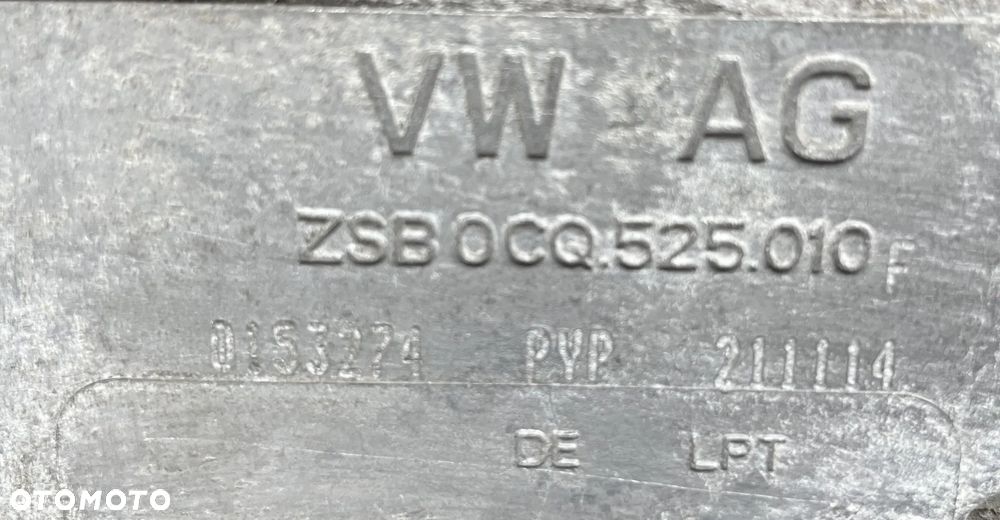 VW AG
ZSB 0CQ.525.010 F
0153274 PYP 211114
DE LPT
OTOMOTO